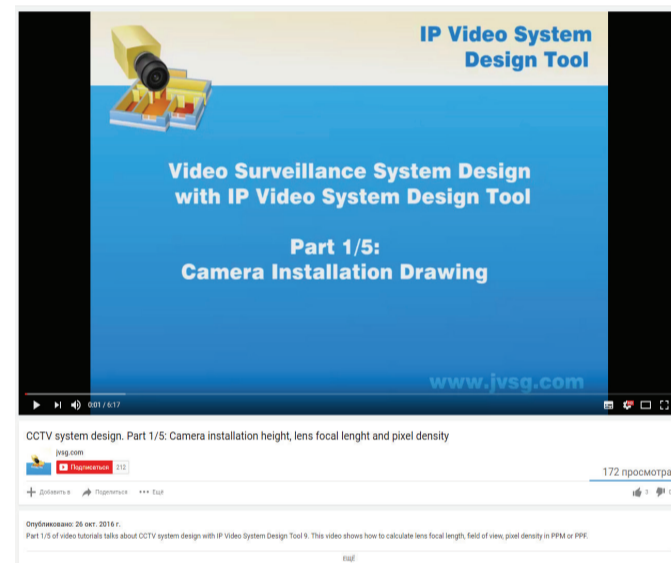 IP Video System
Design Tool
Video Surveillance System Design
with IP Video System Design Tool
Part 1/5:
Camera Installation Drawing
www.jvsg.com
0:01 / 6:17
CCTV system design. Part 1/5: Camera installation height, lens focal lenght and pixel density
jvsg.com
Подписаться 212
172 просмотра
Добавить в Поделиться Ещё
3 0
Опубликовано: 26 окт. 2016 г.
Part 1/5 of video tutorials talks about CCTV system design with IP Video System Design Tool 9. This video shows how to calculate lens focal length, field of view, pixel density in PPM or PPF.
ЕЩЁ